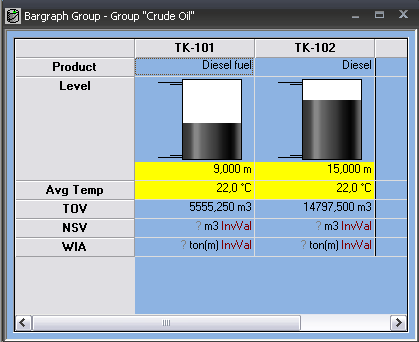 Bargraph Group - Group "Crude Oil"
TK-101 TK-102
Product Diesel fuel Diesel
Level
9,000 m 15,000 m
Avg Temp 22,0 °C 22,0 °C
TOV 5555,250 m3 14797,500 m3
NSV ? m3 InvVal ? m3 InvVal
WIA ? ton(m) InvVal ? ton(m) InvVal